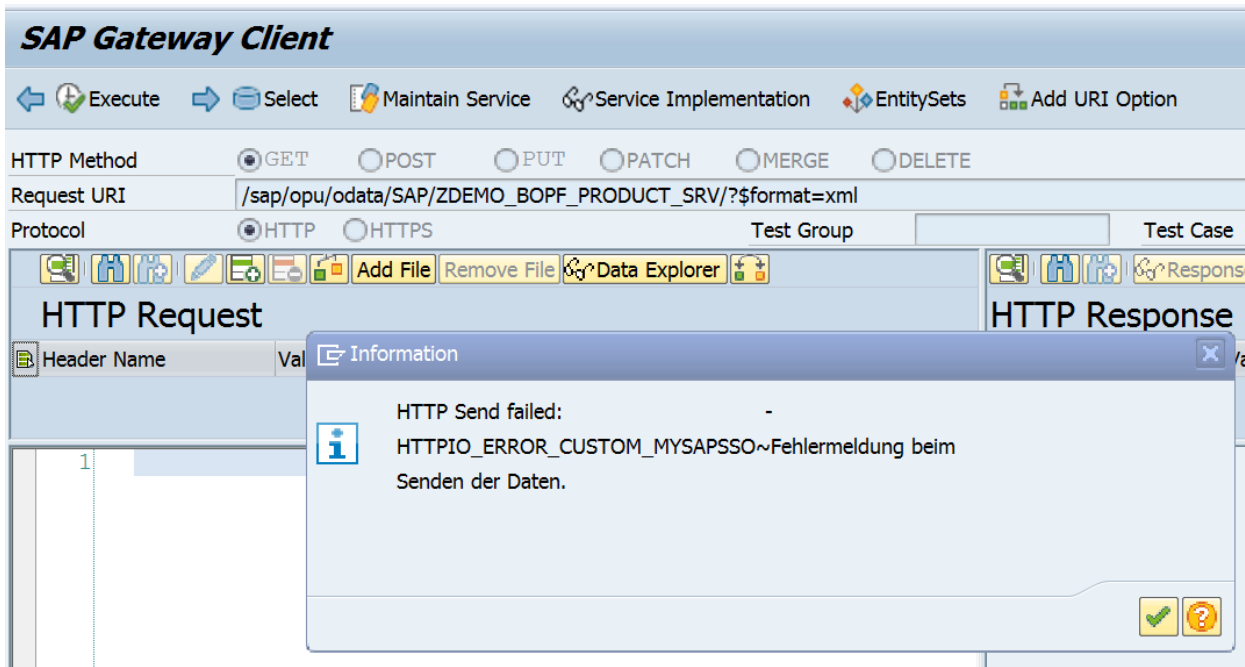 SAP Gateway Client
Execute Select Maintain Service Service Implementation EntitySets Add URI Option
HTTP Method GET POST PUT PATCH MERGE DELETE
Request URI /sap/opu/odata/SAP/ZDEMO_BOPF_PRODUCT_SRV/?$format=xml
Protocol HTTP HTTPS Test Group Test Case
Add File Remove File Data Explorer Respons
HTTP Request HTTP Response
Header Name Val Information
HTTP Send failed: -
HTTPIO_ERROR_CUSTOM_MYSAPSSO~Fehlermeldung beim
1
Senden der Daten.